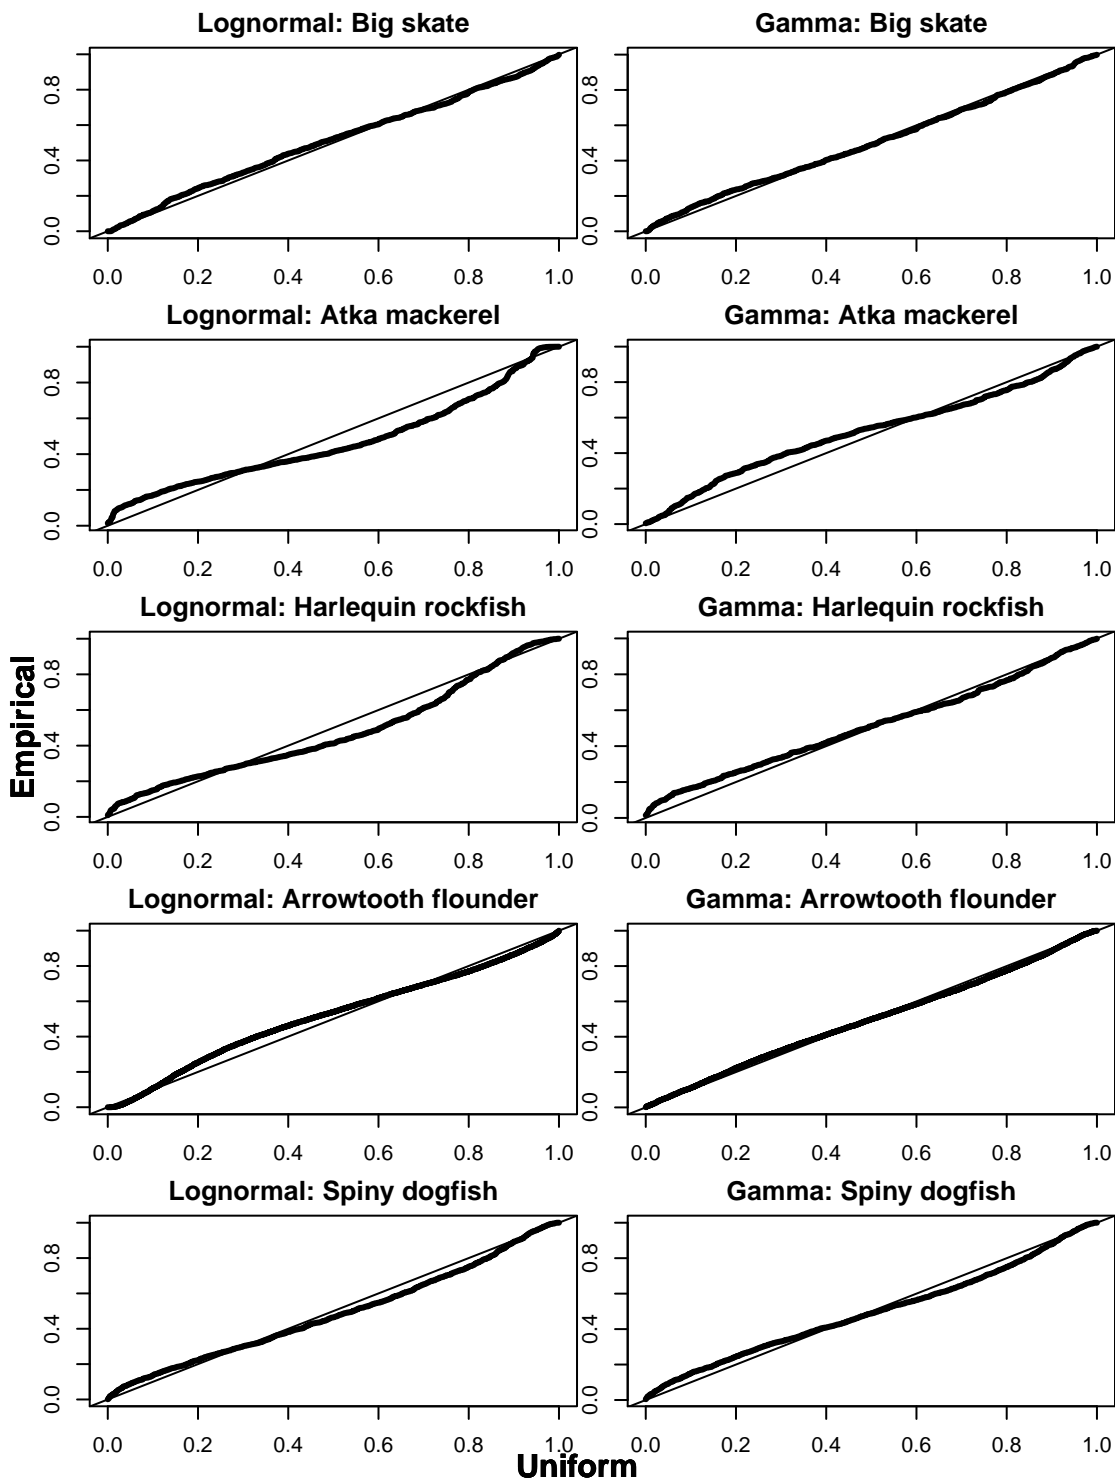 Lognormal: Big skate
Gamma: Big skate
0.0 0.4 0.8
0.0 0.2 0.4 0.6 0.8 1.0
0.0 0.4 0.8
0.0 0.2 0.4 0.6 0.8 1.0
Lognormal: Atka mackerel
Gamma: Atka mackerel
0.0 0.4 0.8
0.0 0.2 0.4 0.6 0.8 1.0
0.0 0.4 0.8
0.0 0.2 0.4 0.6 0.8 1.0
Lognormal: Harlequin rockfish
Gamma: Harlequin rockfish
Empirical
0.0 0.4 0.8
0.0 0.2 0.4 0.6 0.8 1.0
0.0 0.4 0.8
0.0 0.2 0.4 0.6 0.8 1.0
Lognormal: Arrowtooth flounder
Gamma: Arrowtooth flounder
0.0 0.4 0.8
0.0 0.2 0.4 0.6 0.8 1.0
0.0 0.4 0.8
0.0 0.2 0.4 0.6 0.8 1.0
Lognormal: Spiny dogfish
Gamma: Spiny dogfish
0.0 0.4 0.8
0.0 0.2 0.4 0.6 0.8 1.0
0.0 0.4 0.8
0.0 0.2 0.4 0.6 0.8 1.0
Uniform